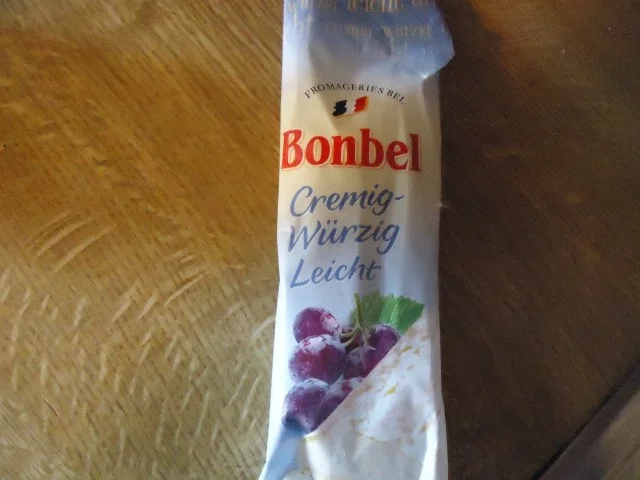 FROMAGERIES BEL
Bonbel
Cremig-
Würzig
Leicht